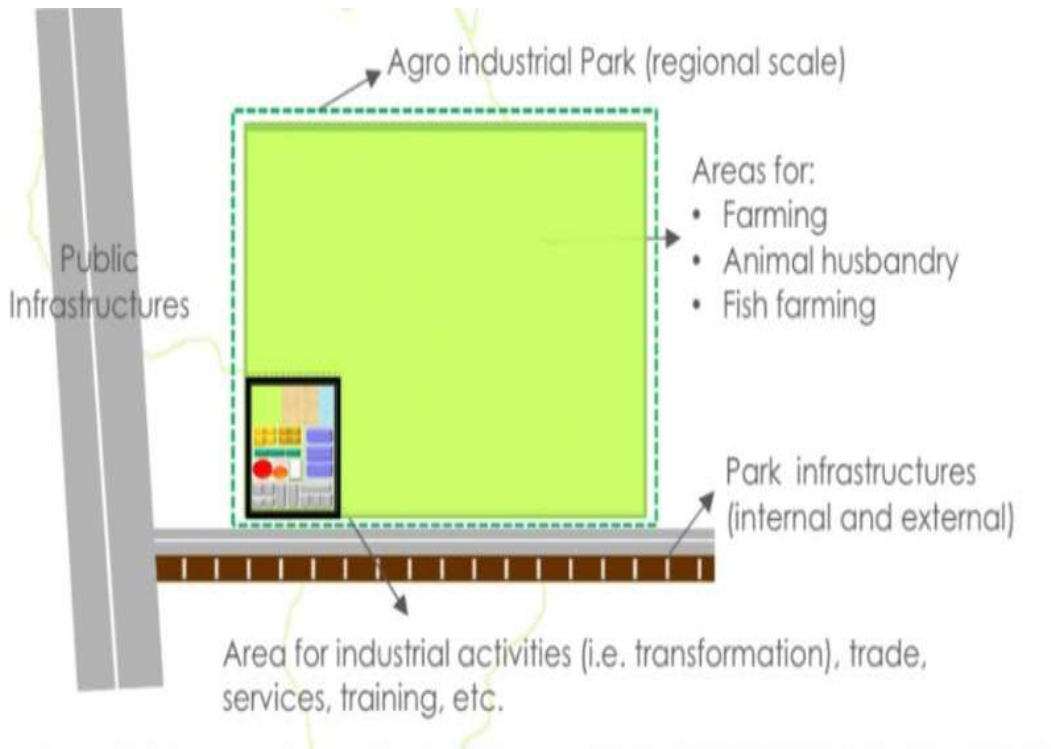 Agro industrial Park (regional scale)
Areas for:
• Farming
• Animal husbandry
• Fish farming
Public
Infrastructures
Park infrastructures
(internal and external)
Area for industrial activities (i.e. transformation), trade,
services, training, etc.